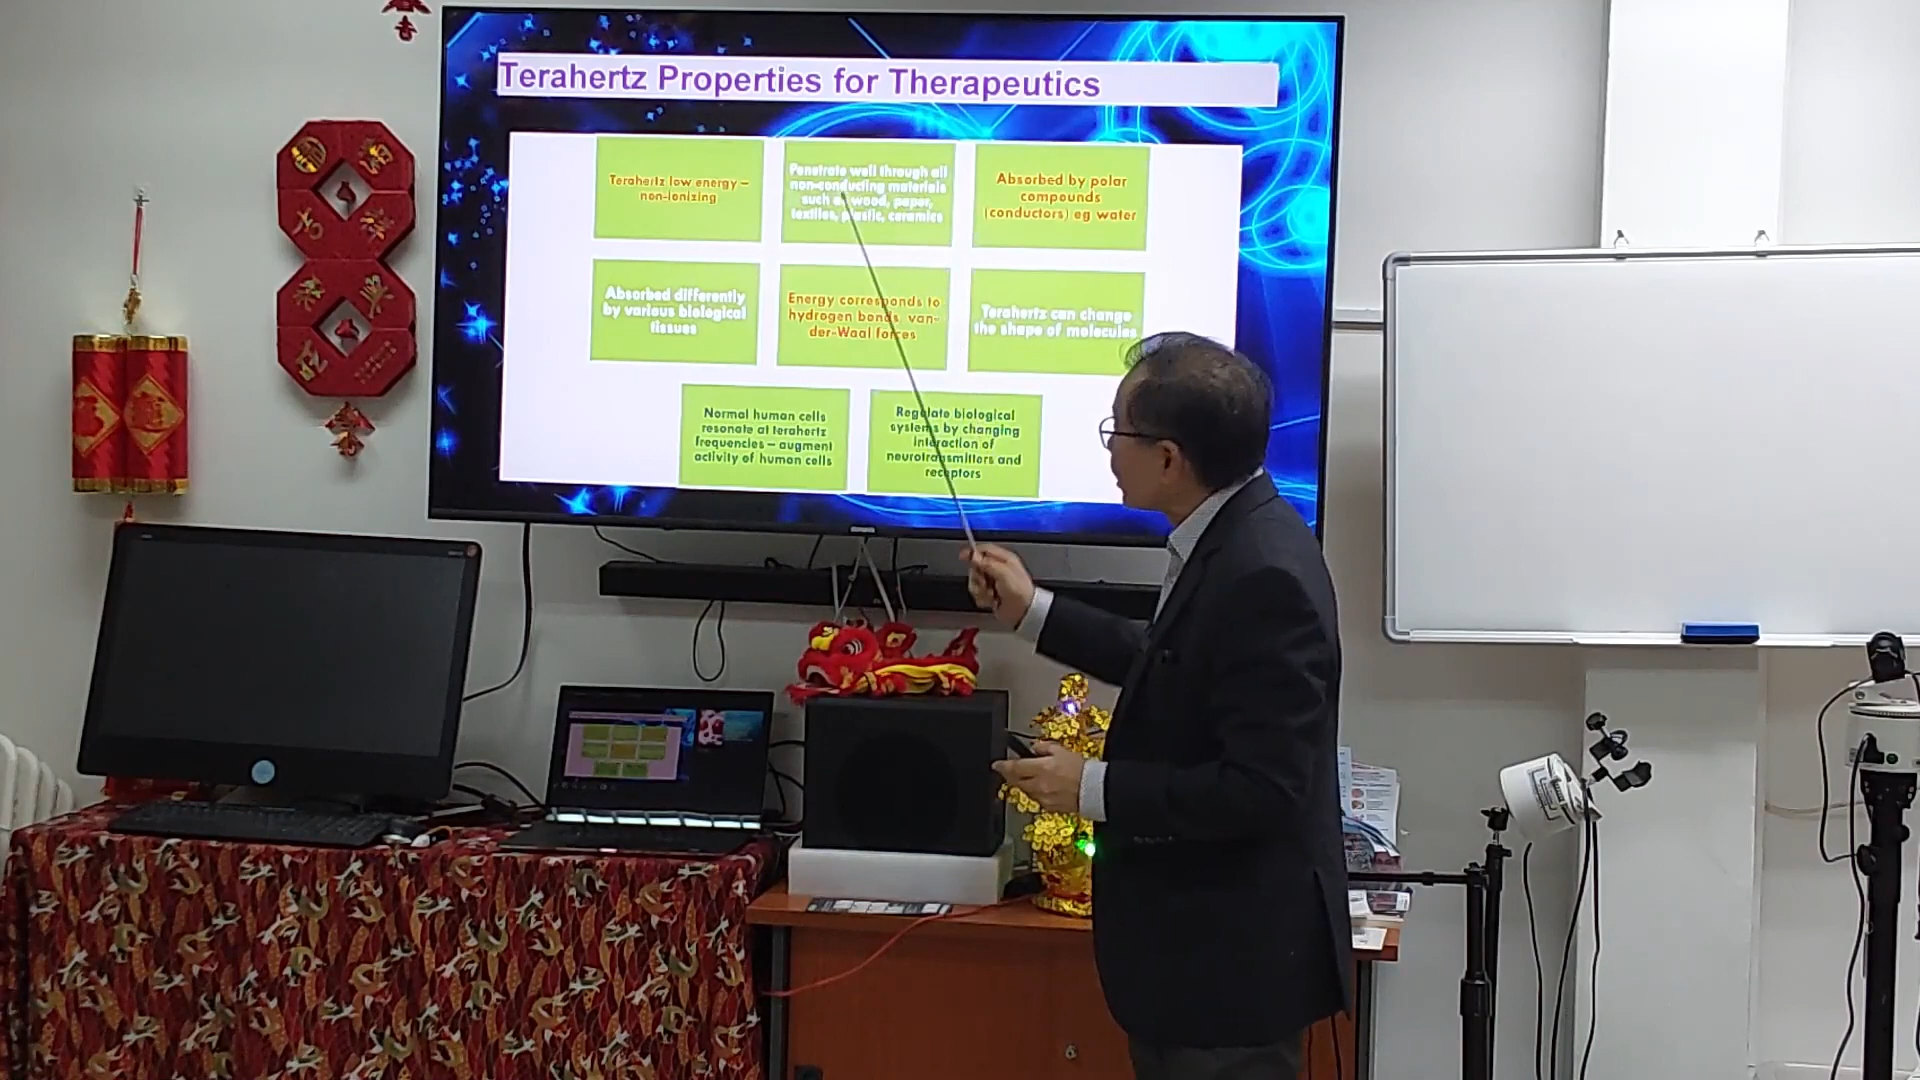 Terahertz Properties for Therapeutics
Terahertz low energy –
non-ionizing
Penetrate well through all
non-conducting materials
such as wood, paper,
textiles, plastic, ceramics
Absorbed by polar
compounds
(conductors) eg water
Absorbed differently
by various biological
tissues
Energy corresponds to
hydrogen bonds, van-
der-Waal forces
Terahertz can change
the shape of molecules
Normal human cells
resonate at terahertz
frequencies – augment
activity of human cells
Regulate biological
systems by changing
interaction of
neurotransmitters and
receptors